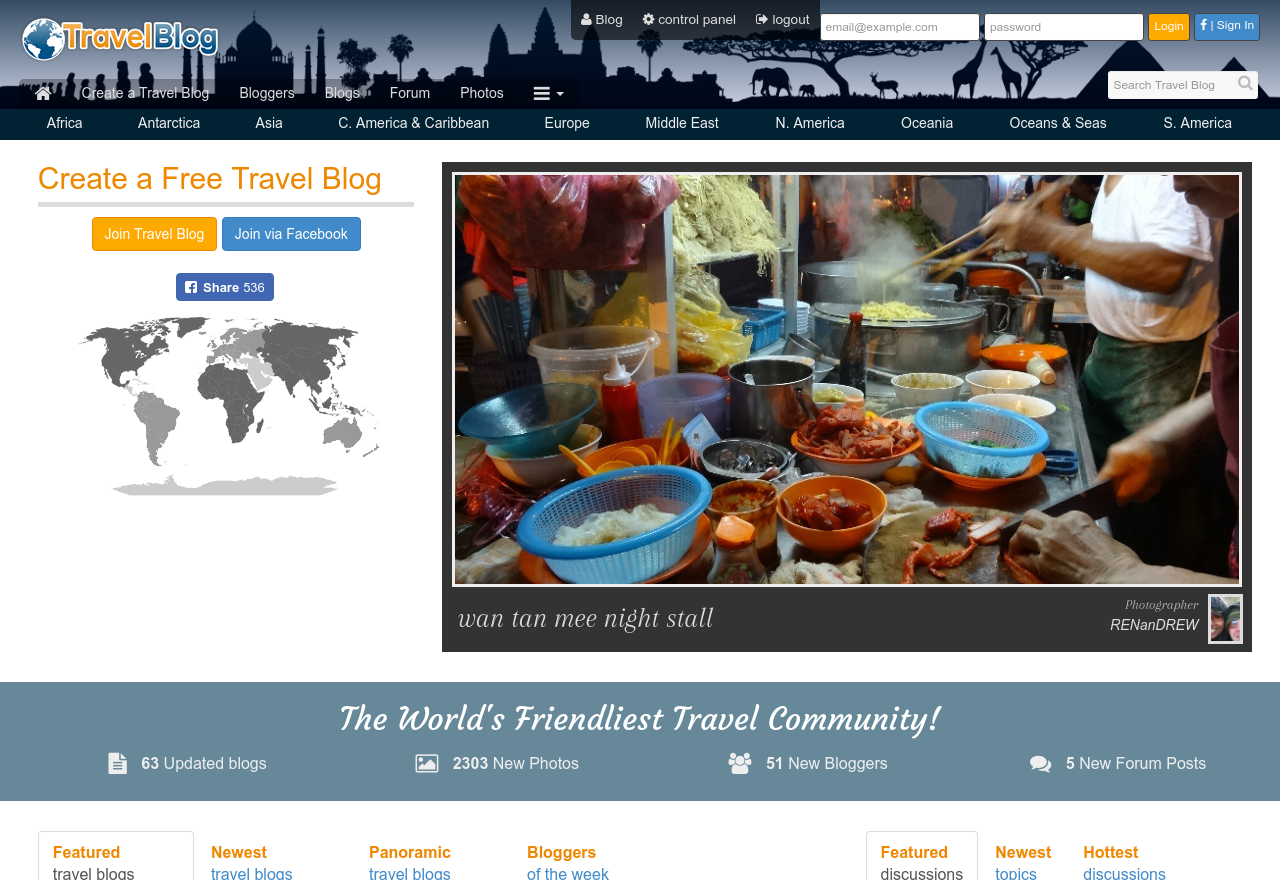 TravelBlog
Blog
control panel
logout
email@example.com
password
Login
| Sign In
Create a Travel Blog
Bloggers
Blogs
Forum
Photos
Search Travel Blog
Africa
Antarctica
Asia
C. America & Caribbean
Europe
Middle East
N. America
Oceania
Oceans & Seas
S. America
Create a Free Travel Blog
Join Travel Blog
Join via Facebook
Share 536
wan tan mee night stall
Photographer
RENanDREW
The World's Friendliest Travel Community!
63 Updated blogs
2303 New Photos
51 New Bloggers
5 New Forum Posts
Featured
travel blogs
Newest
travel blogs
Panoramic
travel blogs
Bloggers
of the week
Featured
discussions
Newest
topics
Hottest
discussions